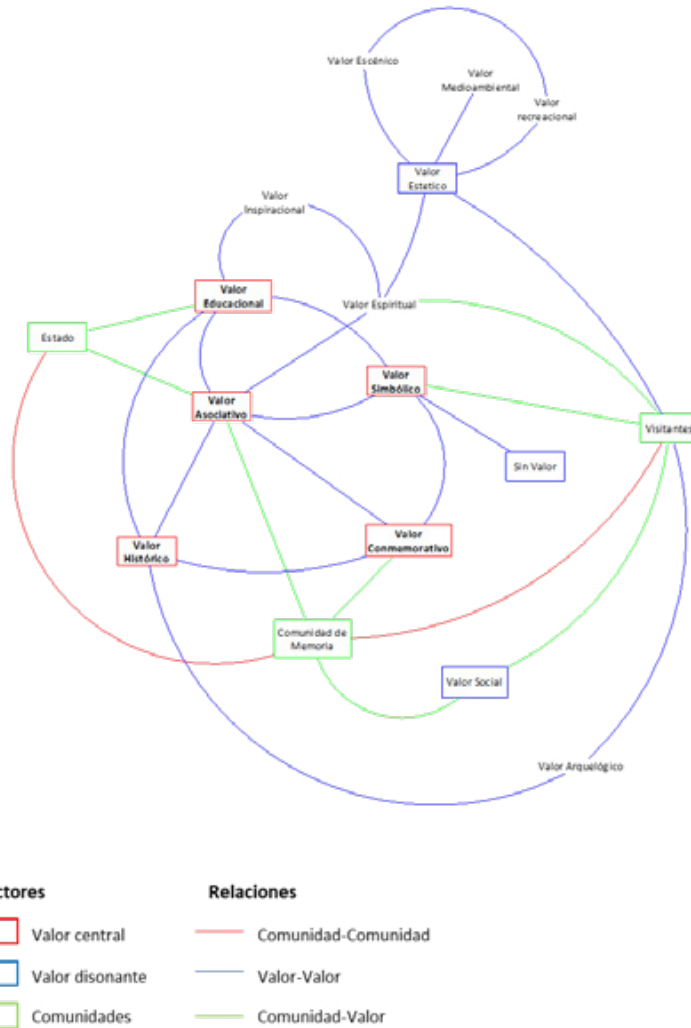 Valor Escénico
Valor
Medioambiental
Valor
recreacional
Valor
Estetico
Valor
Inspiracional
Valor
Educacional
Valor Espiritual
Estado
Valor
Simbólico
Valor
Asociativo
Visitantes
Sin Valor
Valor
Conmemorativo
Valor
Histórico
Comunidad de
Memoria
Valor Social
Valor Arquelógico
ctores
Relaciones
Valor central
Comunidad-Comunidad
Valor disonante
Valor-Valor
Comunidades
Comunidad-Valor